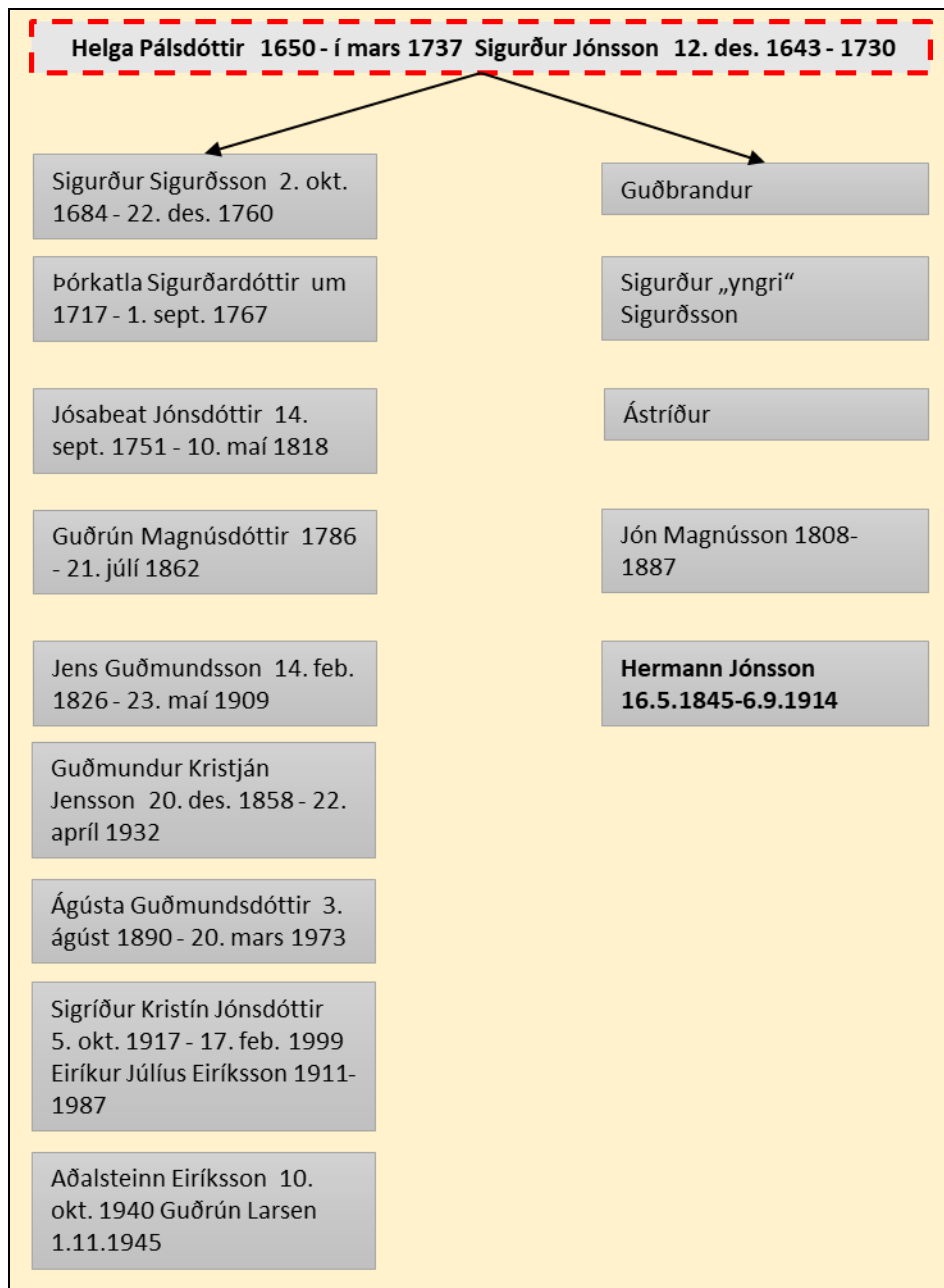 Helga Pálsdóttir 1650 - í mars 1737 Sigurður Jónsson 12. des. 1643 - 1730
Sigurður Sigurðsson 2. okt.
1684 - 22. des. 1760
Þórkatla Sigurðardóttir um
1717 - 1. sept. 1767
Jósabeat Jónsdóttir 14.
sept. 1751 - 10. maí 1818
Guðrún Magnúsdóttir 1786
- 21. júlí 1862
Jens Guðmundsson 14. feb.
1826 - 23. maí 1909
Guðmundur Kristján
Jensson 20. des. 1858 - 22.
apríl 1932
Ágústa Guðmundsdóttir 3.
ágúst 1890 - 20. mars 1973
Sigríður Kristín Jónsdóttir
5. okt. 1917 - 17. feb. 1999
Eiríkur Júlíus Eiríksson 1911-
1987
Aðalsteinn Eiríksson 10.
okt. 1940 Guðrún Larsen
1.11.1945
Guðbrandur
Sigurður „yngri“
Sigurðsson
Ástríður
Jón Magnússon 1808-
1887
Hermann Jónsson
16.5.1845-6.9.1914